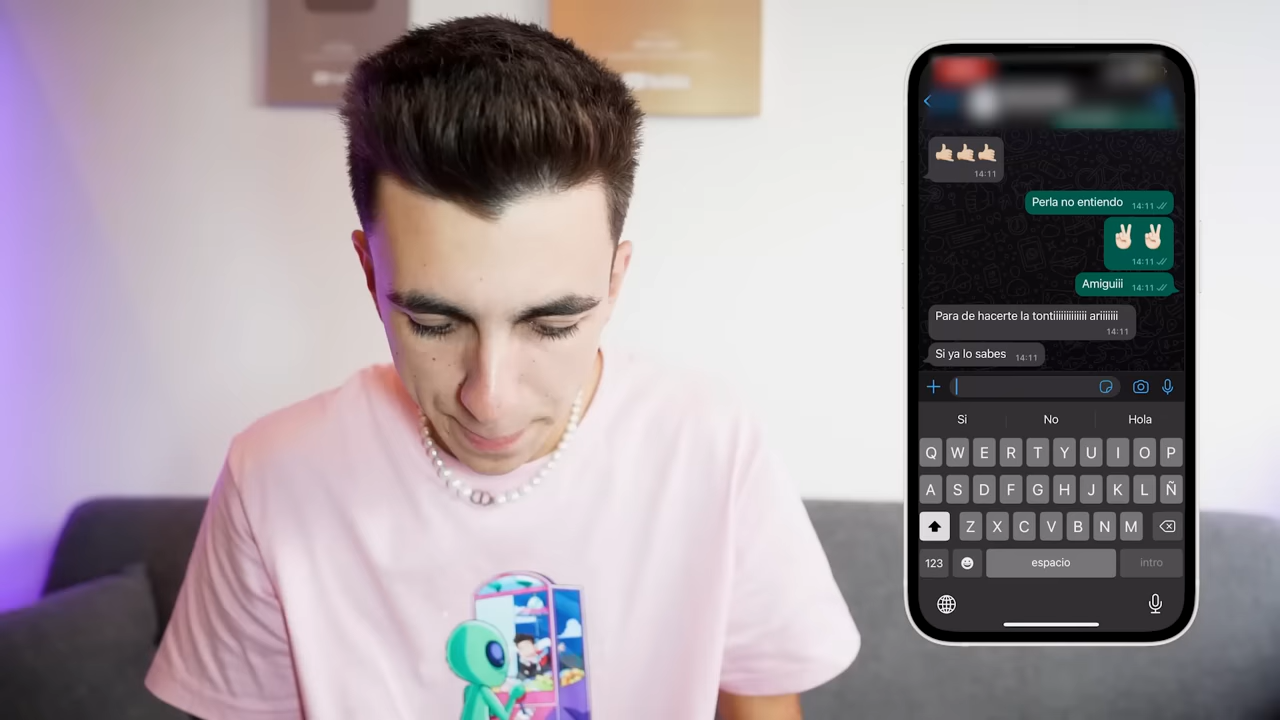 🤙🏻🤙🏻🤙🏻
14:11
Perla no entiendo 14:11
✌🏻 ✌🏻
14:11
Amiguiii 14:11
Para de hacerte la tontiiiiiiiiiiiiii ariiiiiii
14:11
Si ya lo sabes 14:11
Si No Hola
Q W E R T Y U I O P
A S D F G H J K L Ñ
Z X C V B N M
123 espacio intro